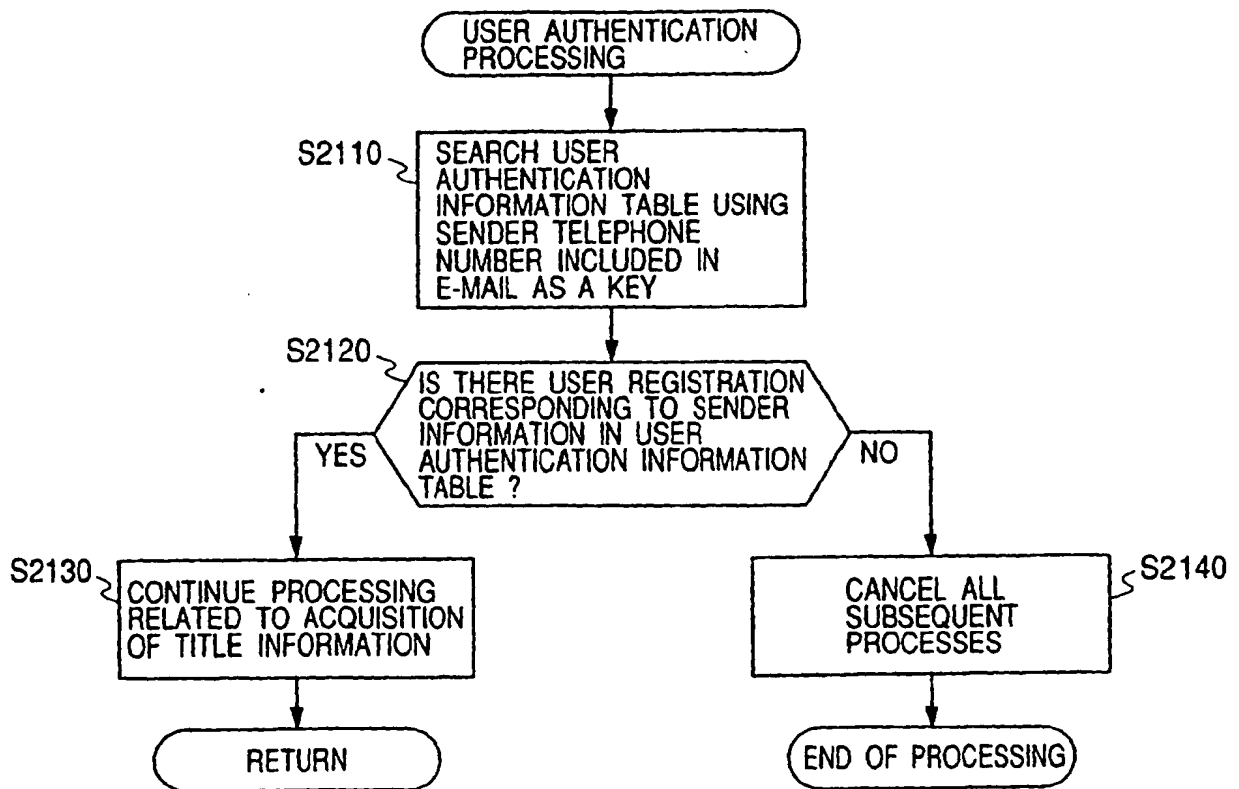 USER AUTHENTICATION
PROCESSING
S2110
SEARCH USER
AUTHENTICATION
INFORMATION TABLE USING
SENDER TELEPHONE
NUMBER INCLUDED IN
E-MAIL AS A KEY
S2120
IS THERE USER REGISTRATION
CORRESPONDING TO SENDER
INFORMATION IN USER
AUTHENTICATION INFORMATION
TABLE ?
YES
NO
S2130
CONTINUE PROCESSING
RELATED TO ACQUISITION
OF TITLE INFORMATION
S2140
CANCEL ALL
SUBSEQUENT
PROCESSES
RETURN
END OF PROCESSING